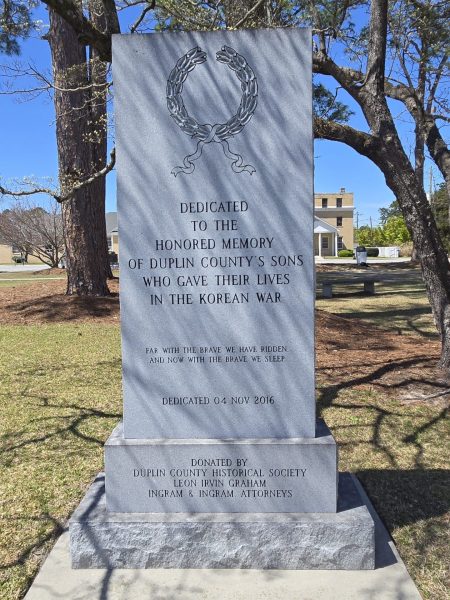 DEDICATED
TO THE
HONORED MEMORY
OF DUPLIN COUNTY'S SONS
WHO GAVE THEIR LIVES
IN THE KOREAN WAR
FAR WITH THE BRAVE WE HAVE RIDDEN
AND NOW WITH THE BRAVE WE SLEEP
DEDICATED 04 NOV 2016
DONATED BY
DUPLIN COUNTY HISTORICAL SOCIETY
LEON IRVIN GRAHAM
INGRAM & INGRAM, ATTORNEYS